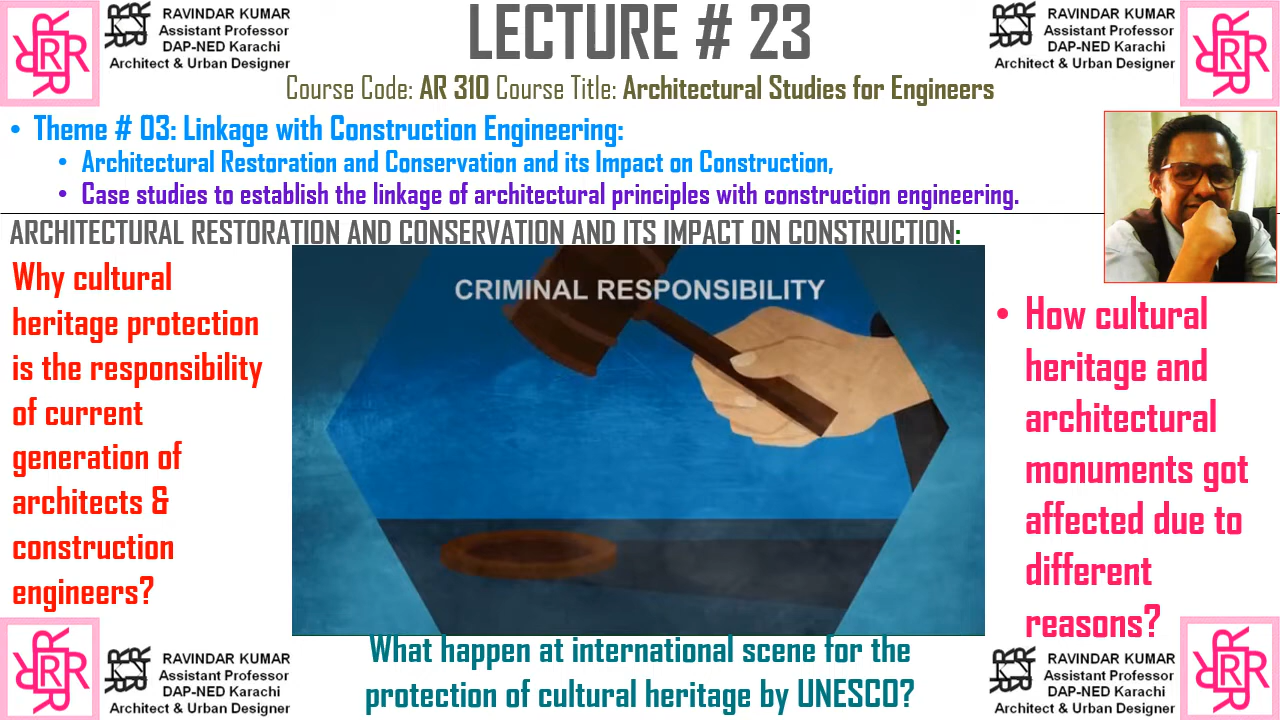 RAVINDAR KUMAR
Assistant Professor
DAP-NED Karachi
Architect & Urban Designer
LECTURE # 23
RAVINDAR KUMAR
Assistant Professor
DAP-NED Karachi
Architect & Urban Designer
Course Code: AR 310 Course Title: Architectural Studies for Engineers
• Theme # 03: Linkage with Construction Engineering:
• Architectural Restoration and Conservation and its Impact on Construction,
• Case studies to establish the linkage of architectural principles with construction engineering.
ARCHITECTURAL RESTORATION AND CONSERVATION AND ITS IMPACT ON CONSTRUCTION:
Why cultural
heritage protection
is the responsibility
of current
generation of
architects &
construction
engineers?
CRIMINAL RESPONSIBILITY
• How cultural
heritage and
architectural
monuments got
affected due to
different
reasons?
What happen at international scene for the
protection of cultural heritage by UNESCO?
RAVINDAR KUMAR
Assistant Professor
DAP-NED Karachi
Architect & Urban Designer
RAVINDAR KUMAR
Assistant Professor
DAP-NED Karachi
Architect & Urban Designer